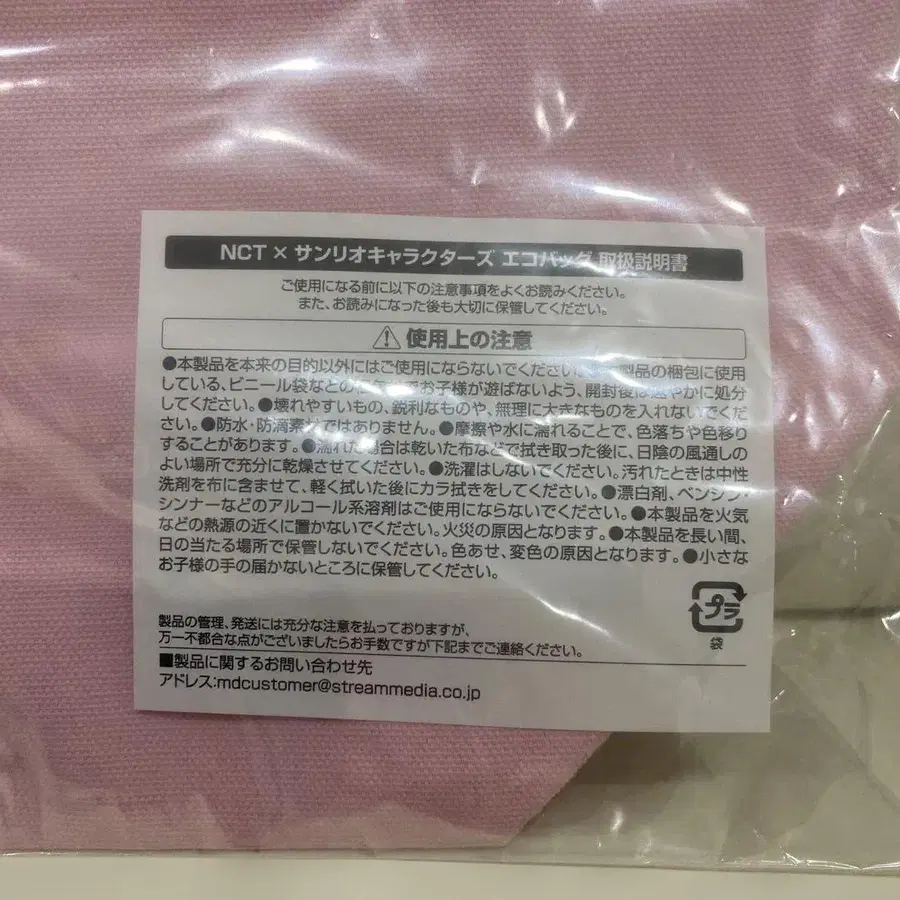 NCT × サンリオキャラクターズ エコバッグ 取扱説明書
ご使用になる前に以下の注意事項をよくお読みください。
また、お読みになった後も大切に保管してください。
使用上の注意
●本製品を本来の目的以外にはご使用にならないでください。 製品の梱包に使用
している、ビニール袋などの でお子様が遊ばないよう、開封後は速やかに処分
してください。●壊れやすいもの、鋭利なものや、無理に大きなものを入れないでくだ
さい。●防水・防滴素材ではありません。●摩擦や水に濡れることで、色落ちや色移り
することがあります。●濡れた場合は乾いた布などで拭き取った後に、日陰の風通しの
よい場所で充分に乾燥させてください。●洗濯はしないでください。汚れたときは中性
洗剤を布に含ませて、軽く拭いた後にカラ拭きをしてください。●漂白剤、ベンジン・
シンナーなどのアルコール系溶剤はご使用にならないでください。●本製品を火気
などの熱源の近くに置かないでください。火災の原因となります。●本製品を長い間、
日の当たる場所で保管しないでください。色あせ、変色の原因となります。●小さな
お子様の手の届かないところに保管してください。
プラ
袋
製品の管理、発送には充分な注意を払っておりますが、
万一不都合な点がございましたらお手数ですが下記までご連絡ください。
■製品に関するお問い合わせ先
アドレス:mdcustomer@streammedia.co.jp